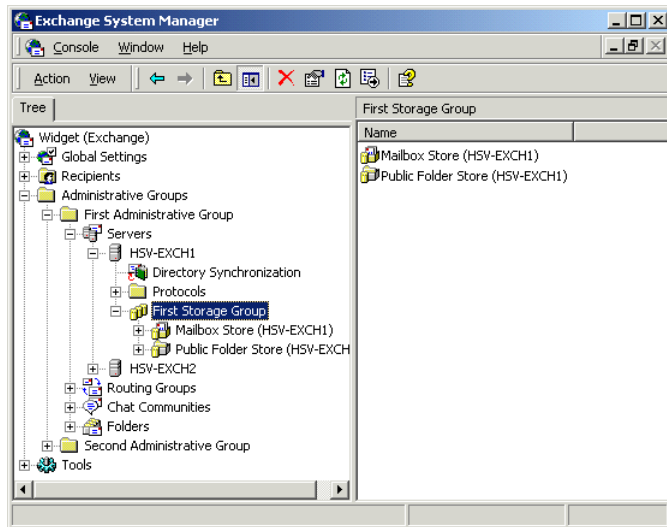 Exchange System Manager
Console Window Help
Action View
Tree
First Storage Group
Widget (Exchange)
Global Settings
Recipients
Administrative Groups
First Administrative Group
Servers
HSV-EXCH1
Directory Synchronization
Protocols
First Storage Group
Mailbox Store (HSV-EXCH1)
Public Folder Store (HSV-EXCH
HSV-EXCH2
Routing Groups
Chat Communities
Folders
Second Administrative Group
Tools
Name
Mailbox Store (HSV-EXCH1)
Public Folder Store (HSV-EXCH1)